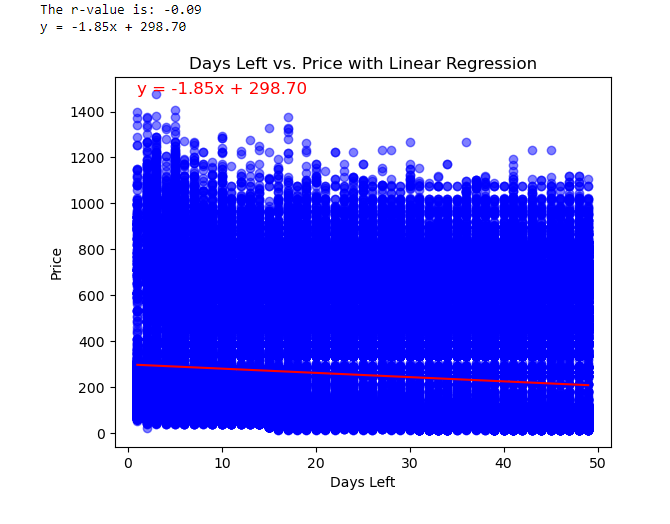 The r-value is: -0.09
y = -1.85x + 298.70
Days Left vs. Price with Linear Regression
y = -1.85x + 298.70
1400
1200
1000
800
600
400
200
0
Price
0 10 20 30 40 50
Days Left